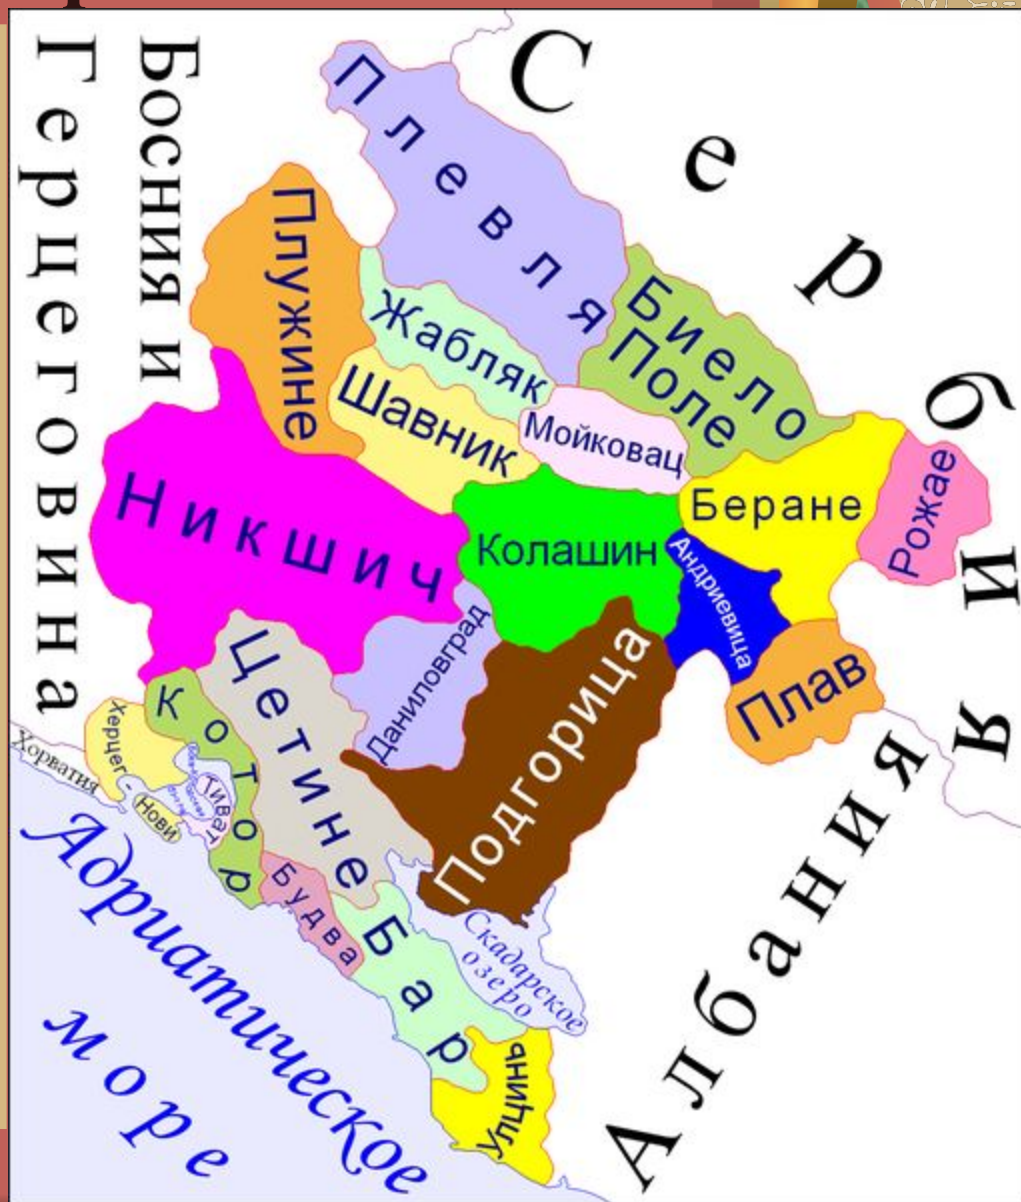 Босния и
Герцеговина
Сербия
Плевля
Плужине
Жабляк
Биело
Поле
Шавник
Мойковац
Беране
Рожае
Никшич
Колашин
Андриевица
Даниловград
Подгорица
Плав
Цетине
Котор
Херцег-
Нови
Тиват
Хорватия
Будва
Бар
Скадарское
озеро
Улцинь
Албания
Адриатическое
море